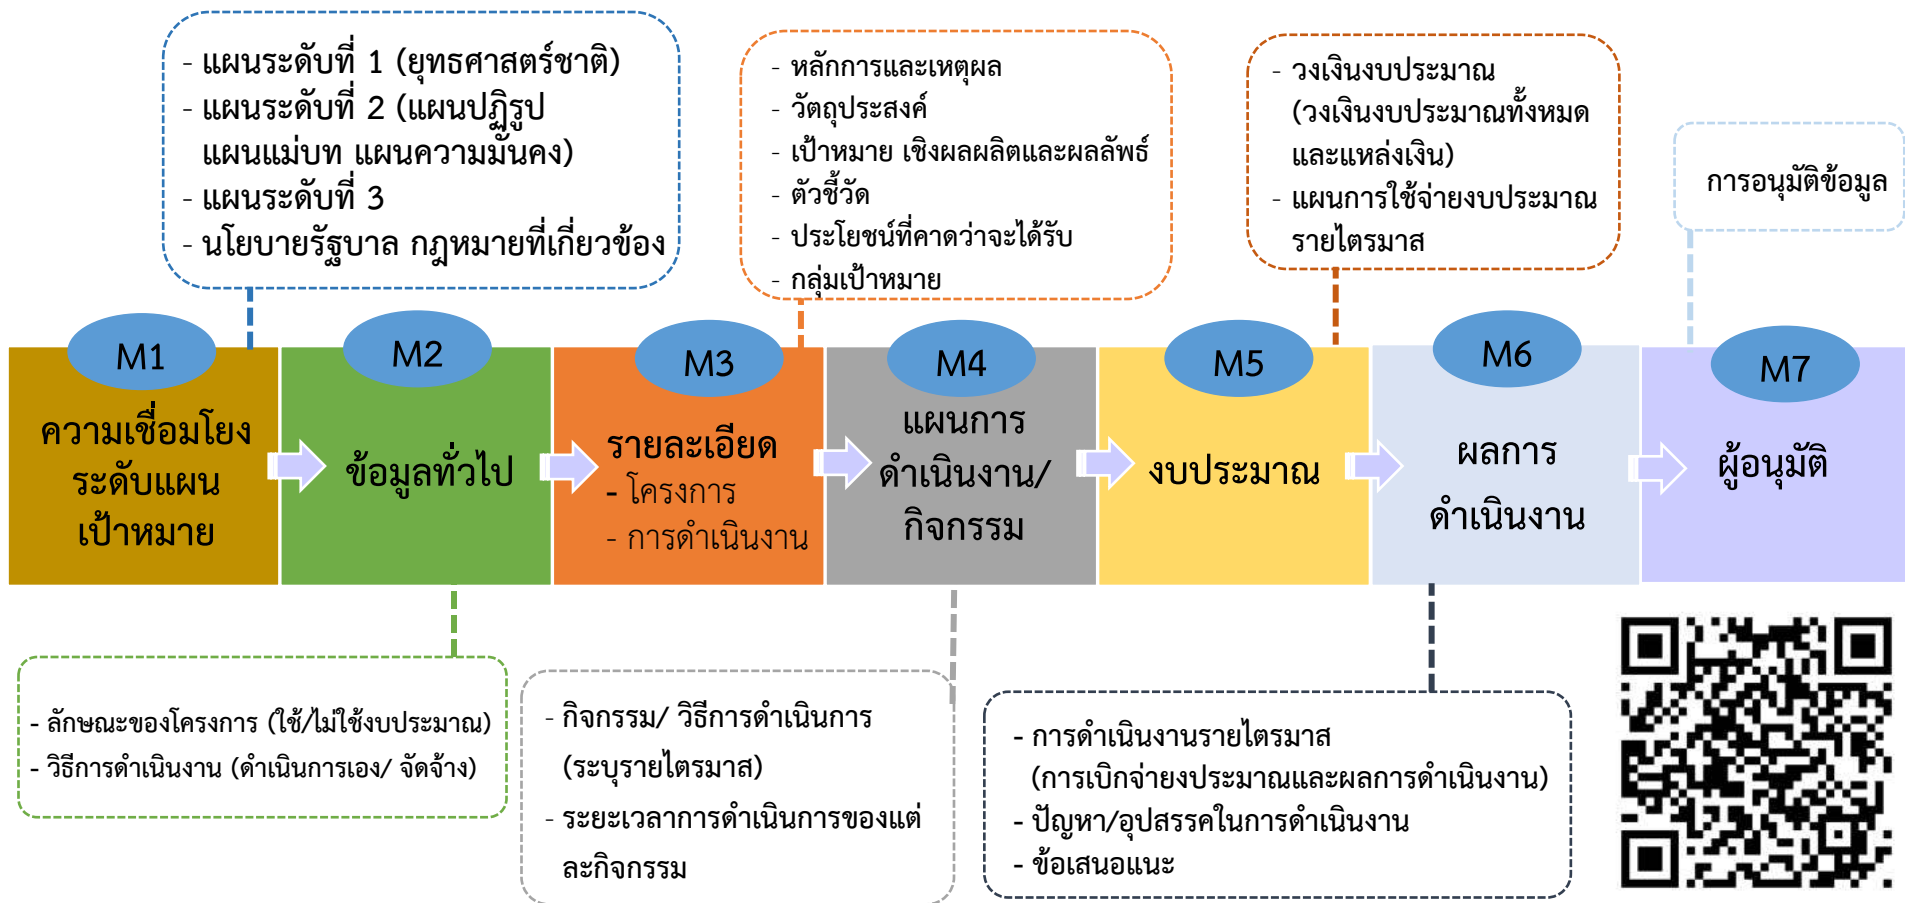 - แผนระดับที่ 1 (ยุทธศาสตร์ชาติ)
- แผนระดับที่ 2 (แผนปฏิรูป
แผนแม่บท แผนความมั่นคง)
- แผนระดับที่ 3
- นโยบายรัฐบาล กฎหมายที่เกี่ยวข้อง
- หลักการและเหตุผล
- วัตถุประสงค์
- เป้าหมาย เชิงผลผลิตและผลลัพธ์
- ตัวชี้วัด
- ประโยชน์ที่คาดว่าจะได้รับ
- กลุ่มเป้าหมาย
- วงเงินงบประมาณ
(วงเงินงบประมาณทั้งหมด
และแหล่งเงิน)
- แผนการใช้จ่ายงบประมาณ
รายไตรมาส
การอนุมัติข้อมูล
M1
ความเชื่อมโยง
ระดับแผน
เป้าหมาย
M2
ข้อมูลทั่วไป
M3
รายละเอียด
- โครงการ
- การดำเนินงาน
M4
แผนการ
ดำเนินงาน/
กิจกรรม
M5
งบประมาณ
M6
ผลการ
ดำเนินงาน
M7
ผู้อนุมัติ
- ลักษณะของโครงการ (ใช้/ไม่ใช้งบประมาณ)
- วิธีการดำเนินงาน (ดำเนินการเอง/ จัดจ้าง)
- กิจกรรม/ วิธีการดำเนินการ
(ระบุรายไตรมาส)
- ระยะเวลาการดำเนินการของแต่
ละกิจกรรม
- การดำเนินงานรายไตรมาส
(การเบิกจ่ายงประมาณและผลการดำเนินงาน)
- ปัญหา/อุปสรรคในการดำเนินงาน
- ข้อเสนอแนะ